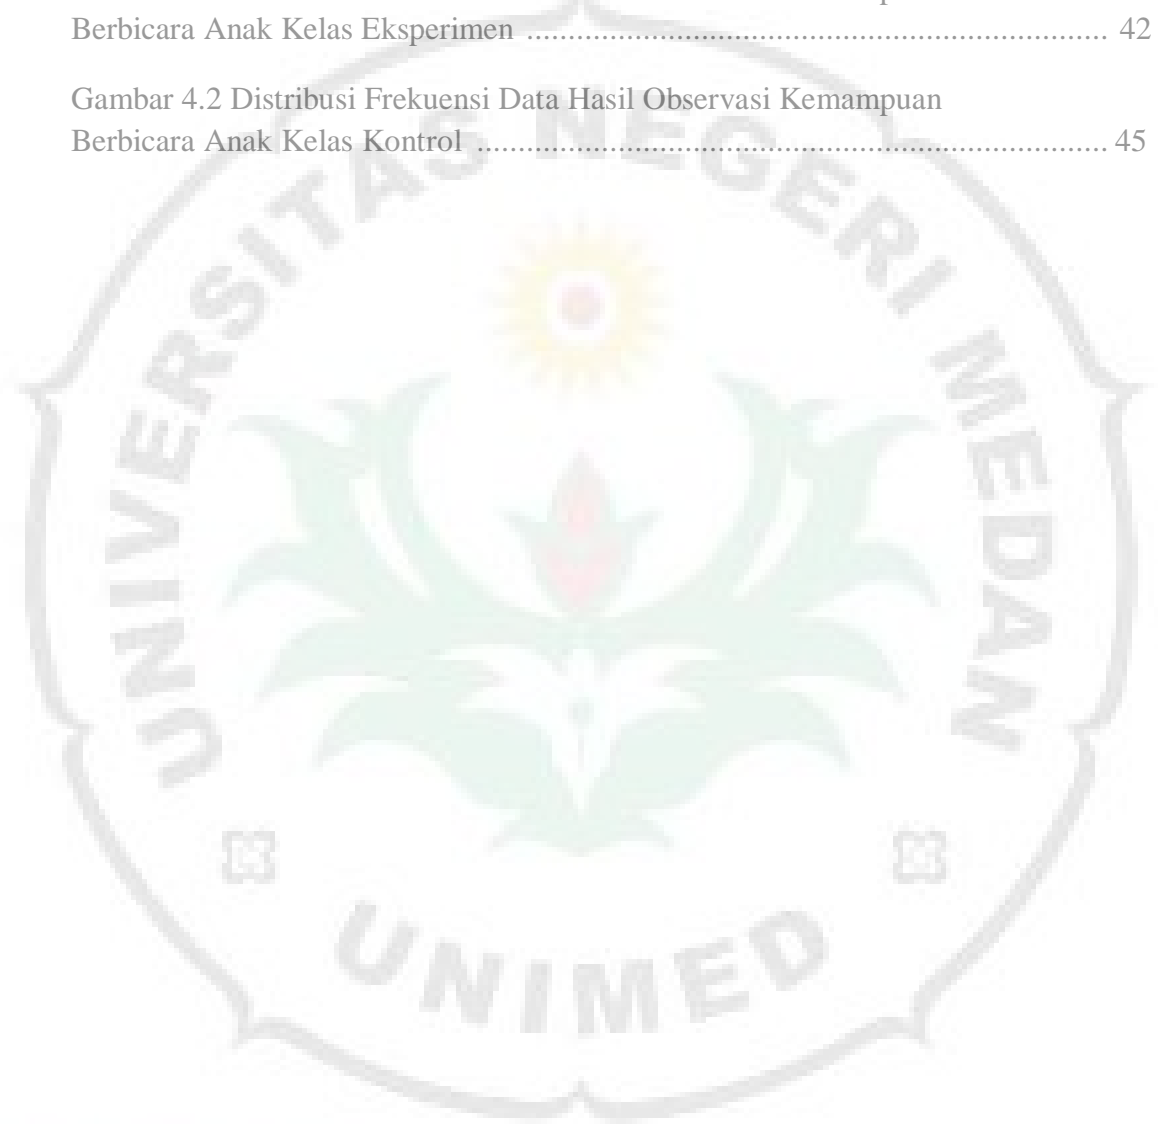 Berbicara Anak Kelas Eksperimen ...................................................................... 42
Gambar 4.2 Distribusi Frekuensi Data Hasil Observasi Kemampuan
Berbicara Anak Kelas Kontrol ............................................................................ 45
UNIVERSITAS NEGERI MEDAN
UNIMED